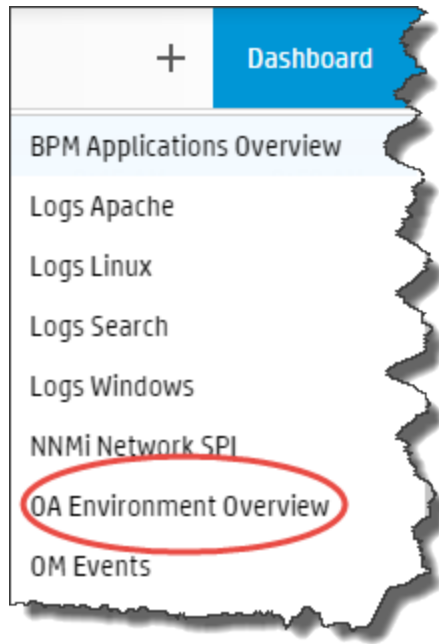 + Dashboard
BPM Applications Overview
Logs Apache
Logs Linux
Logs Search
Logs Windows
NNMi Network SPI
OA Environment Overview
OM Events